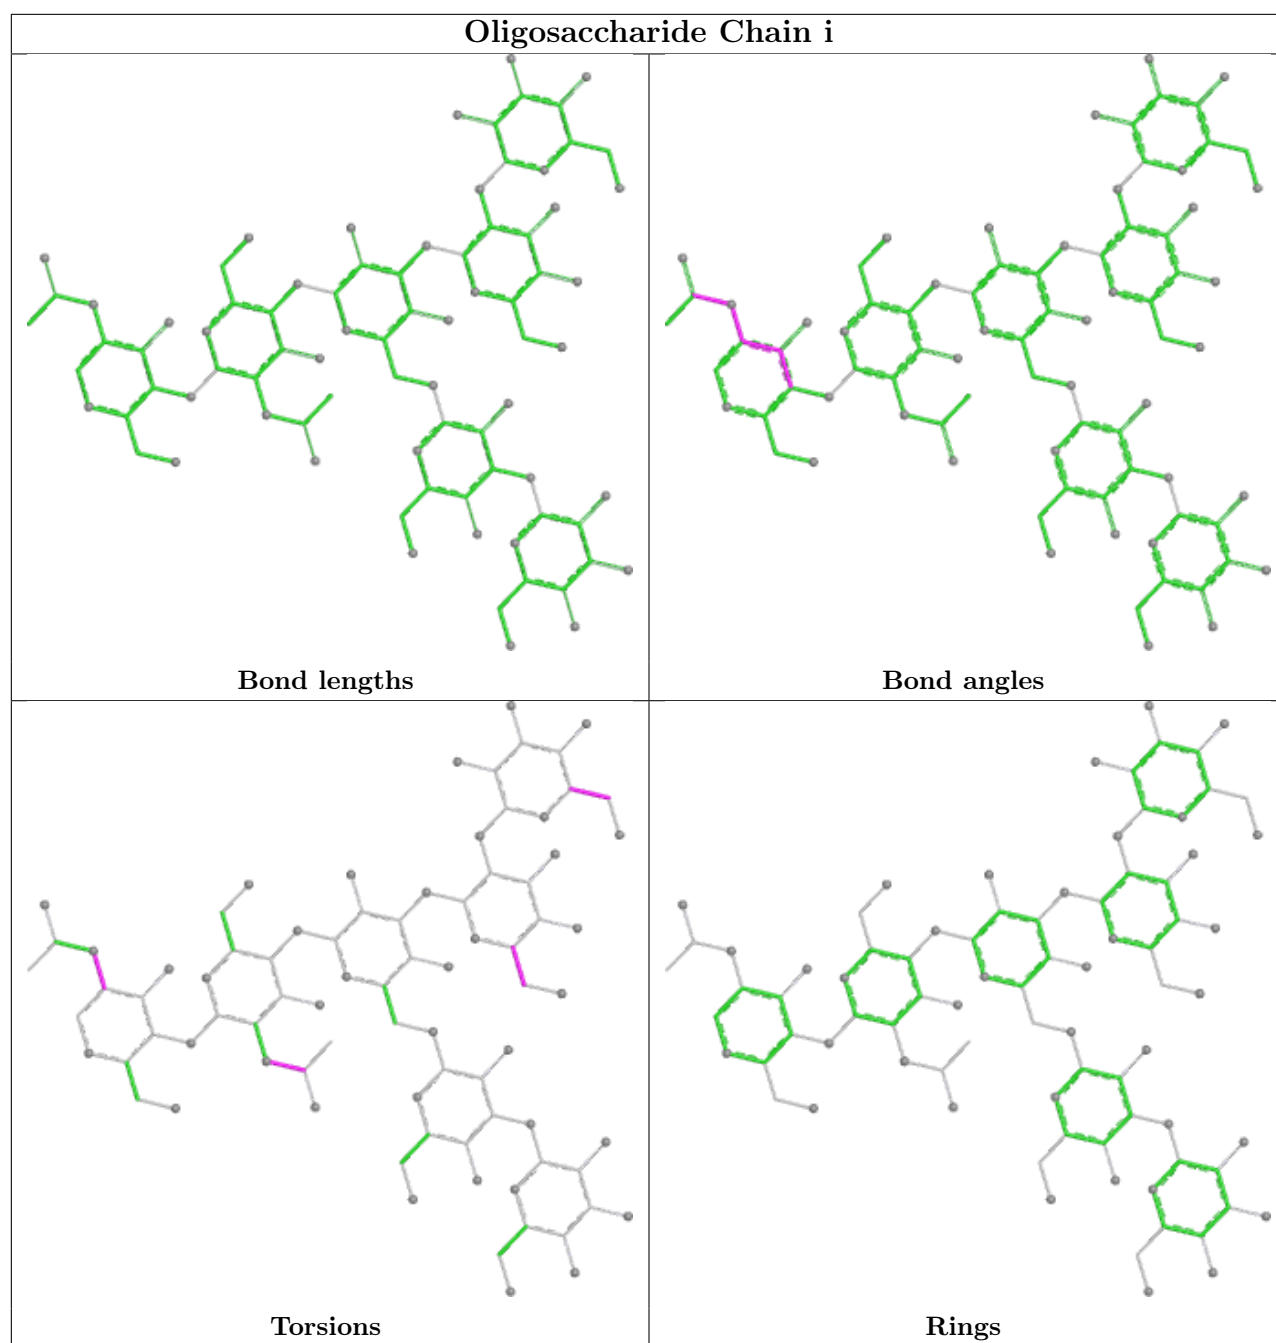 Oligosaccharide Chain i
Bond lengths
Bond angles
Torsions
Rings